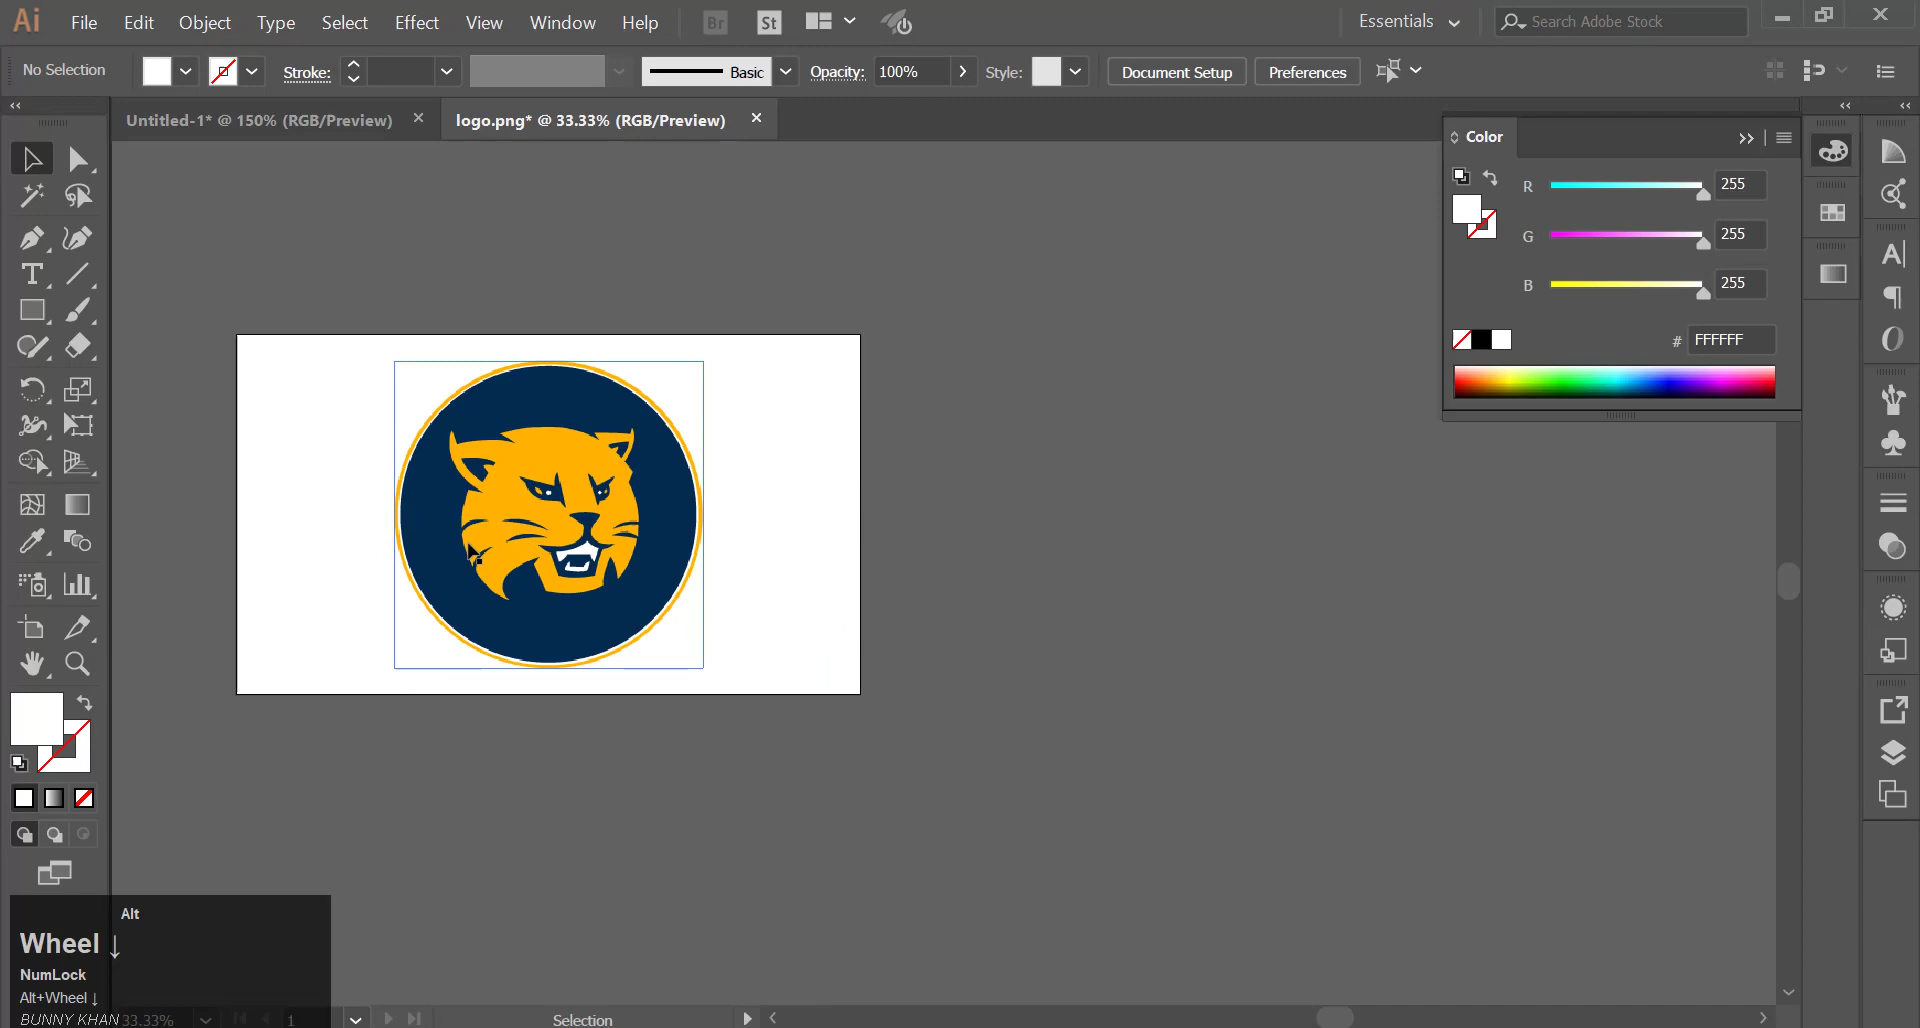 Ai File Edit Object Type Select Effect View Window Help Br St Essentials Search Adobe Stock
No Selection Stroke: Basic Opacity: 100% Style: Document Setup Preferences
Untitled-1* @ 150% (RGB/Preview) logo.png* @ 33.33% (RGB/Preview)
Color
R 255
G 255
B 255
# FFFFFF
Alt
Wheel ↓
NumLock
Alt+Wheel ↓
BUNNY KHAN 33.33% 1 Selection